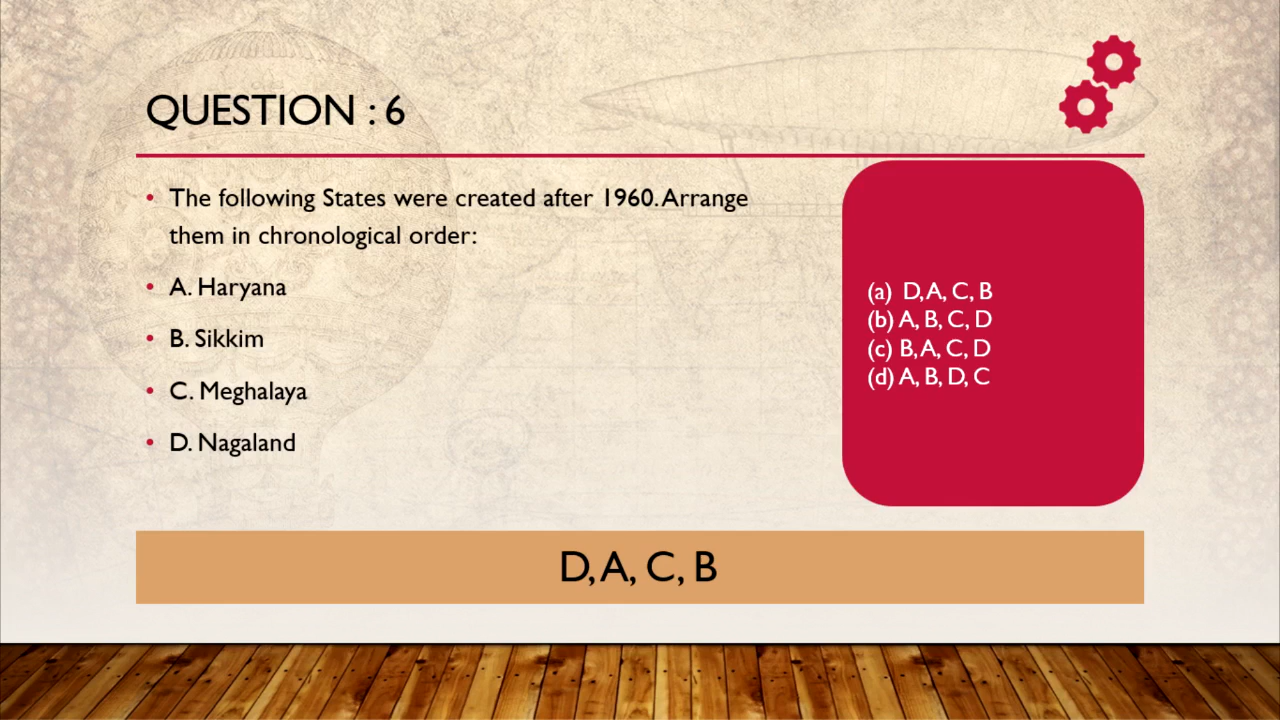 QUESTION : 6
• The following States were created after 1960. Arrange
them in chronological order:
• A. Haryana
• B. Sikkim
• C. Meghalaya
• D. Nagaland
(a) D, A, C, B
(b) A, B, C, D
(c) B, A, C, D
(d) A, B, D, C
D, A, C, B